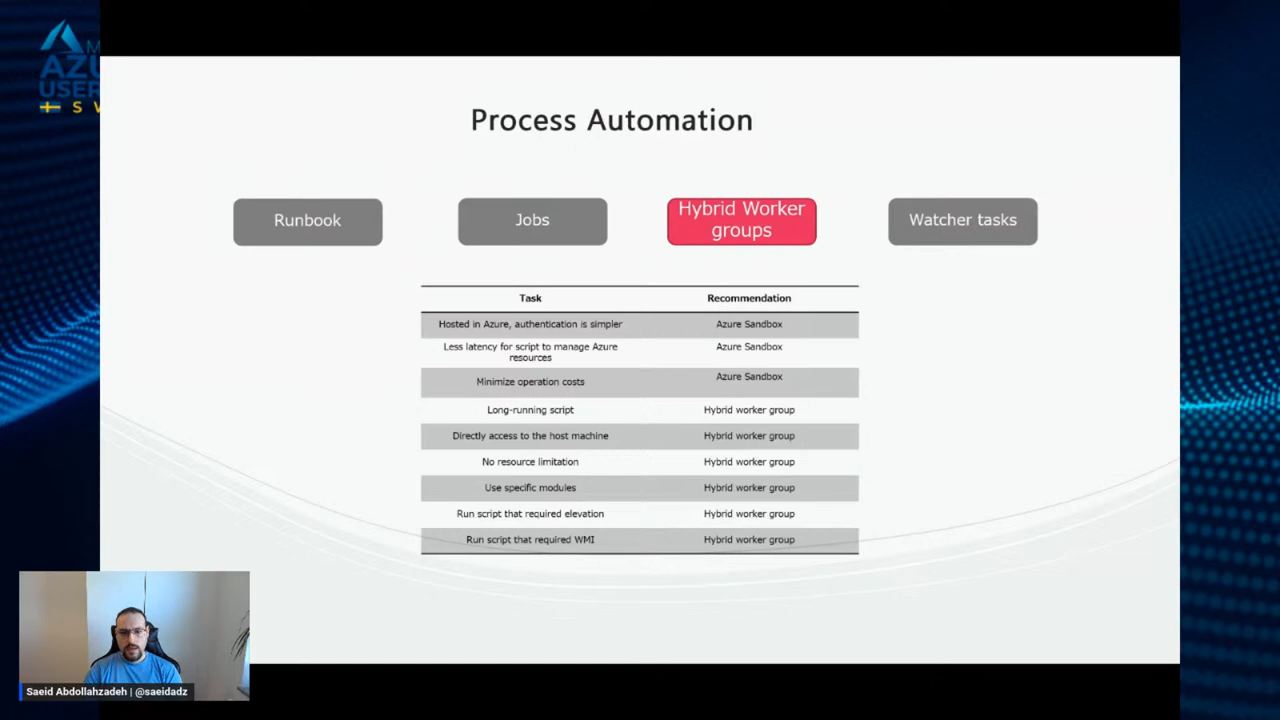 M
AZU
USER
SW
Process Automation
Runbook
Jobs
Hybrid Worker
groups
Watcher tasks
Task Recommendation
Hosted in Azure, authentication is simpler Azure Sandbox
Less latency for script to manage Azure
resources
Azure Sandbox
Minimize operation costs Azure Sandbox
Long-running script Hybrid worker group
Directly access to the host machine Hybrid worker group
No resource limitation Hybrid worker group
Use specific modules Hybrid worker group
Run script that required elevation Hybrid worker group
Run script that required WMI Hybrid worker group
Saeid Abdollahzadeh | @saeidadz